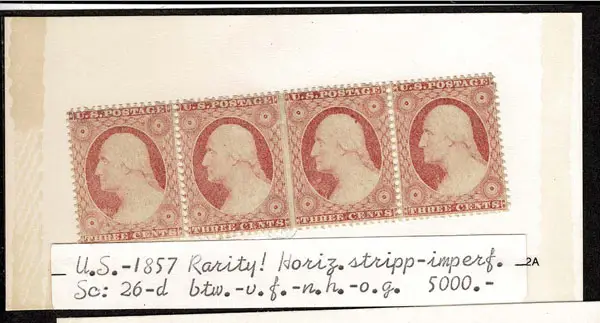 U.S. POSTAGE U.S. POSTAGE U.S. POSTAGE U.S. POSTAGE
THREE CENTS THREE CENTS THREE CENTS THREE CENTS
U.S.-1857 Rarity! Horiz. stripp-imperf.
2A
Sc: 26-d btw.-v.f.-n.h.-o.g. 5000.-